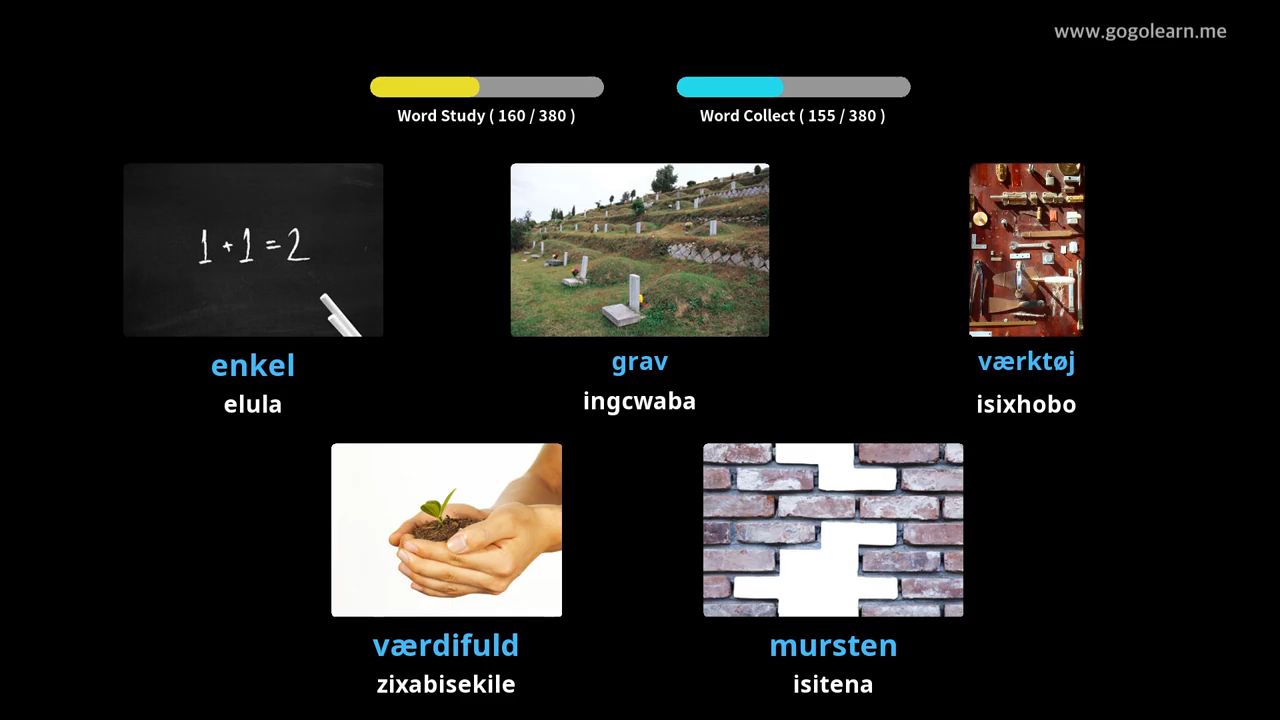 www.gogolearn.me
Word Study ( 160 / 380 )
Word Collect ( 155 / 380 )
1 + 1 = 2
enkel
elula
grav
ingcwaba
værktøj
isixhobo
værdifuld
zixabisekile
mursten
isitena